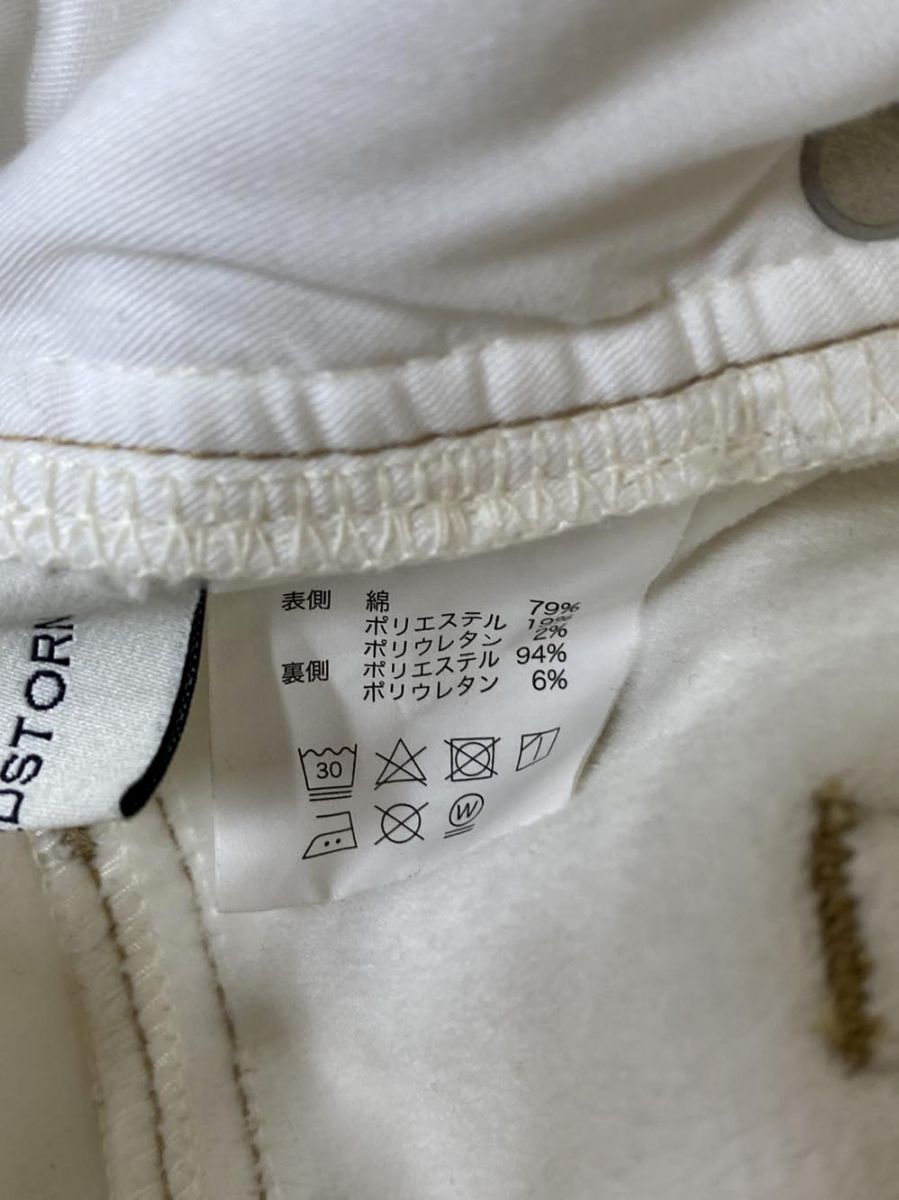 表側 綿 79%
ポリエステル 19%
ポリウレタン 2%
裏側 ポリエステル 94%
ポリウレタン 6%
30
W
DSTORM